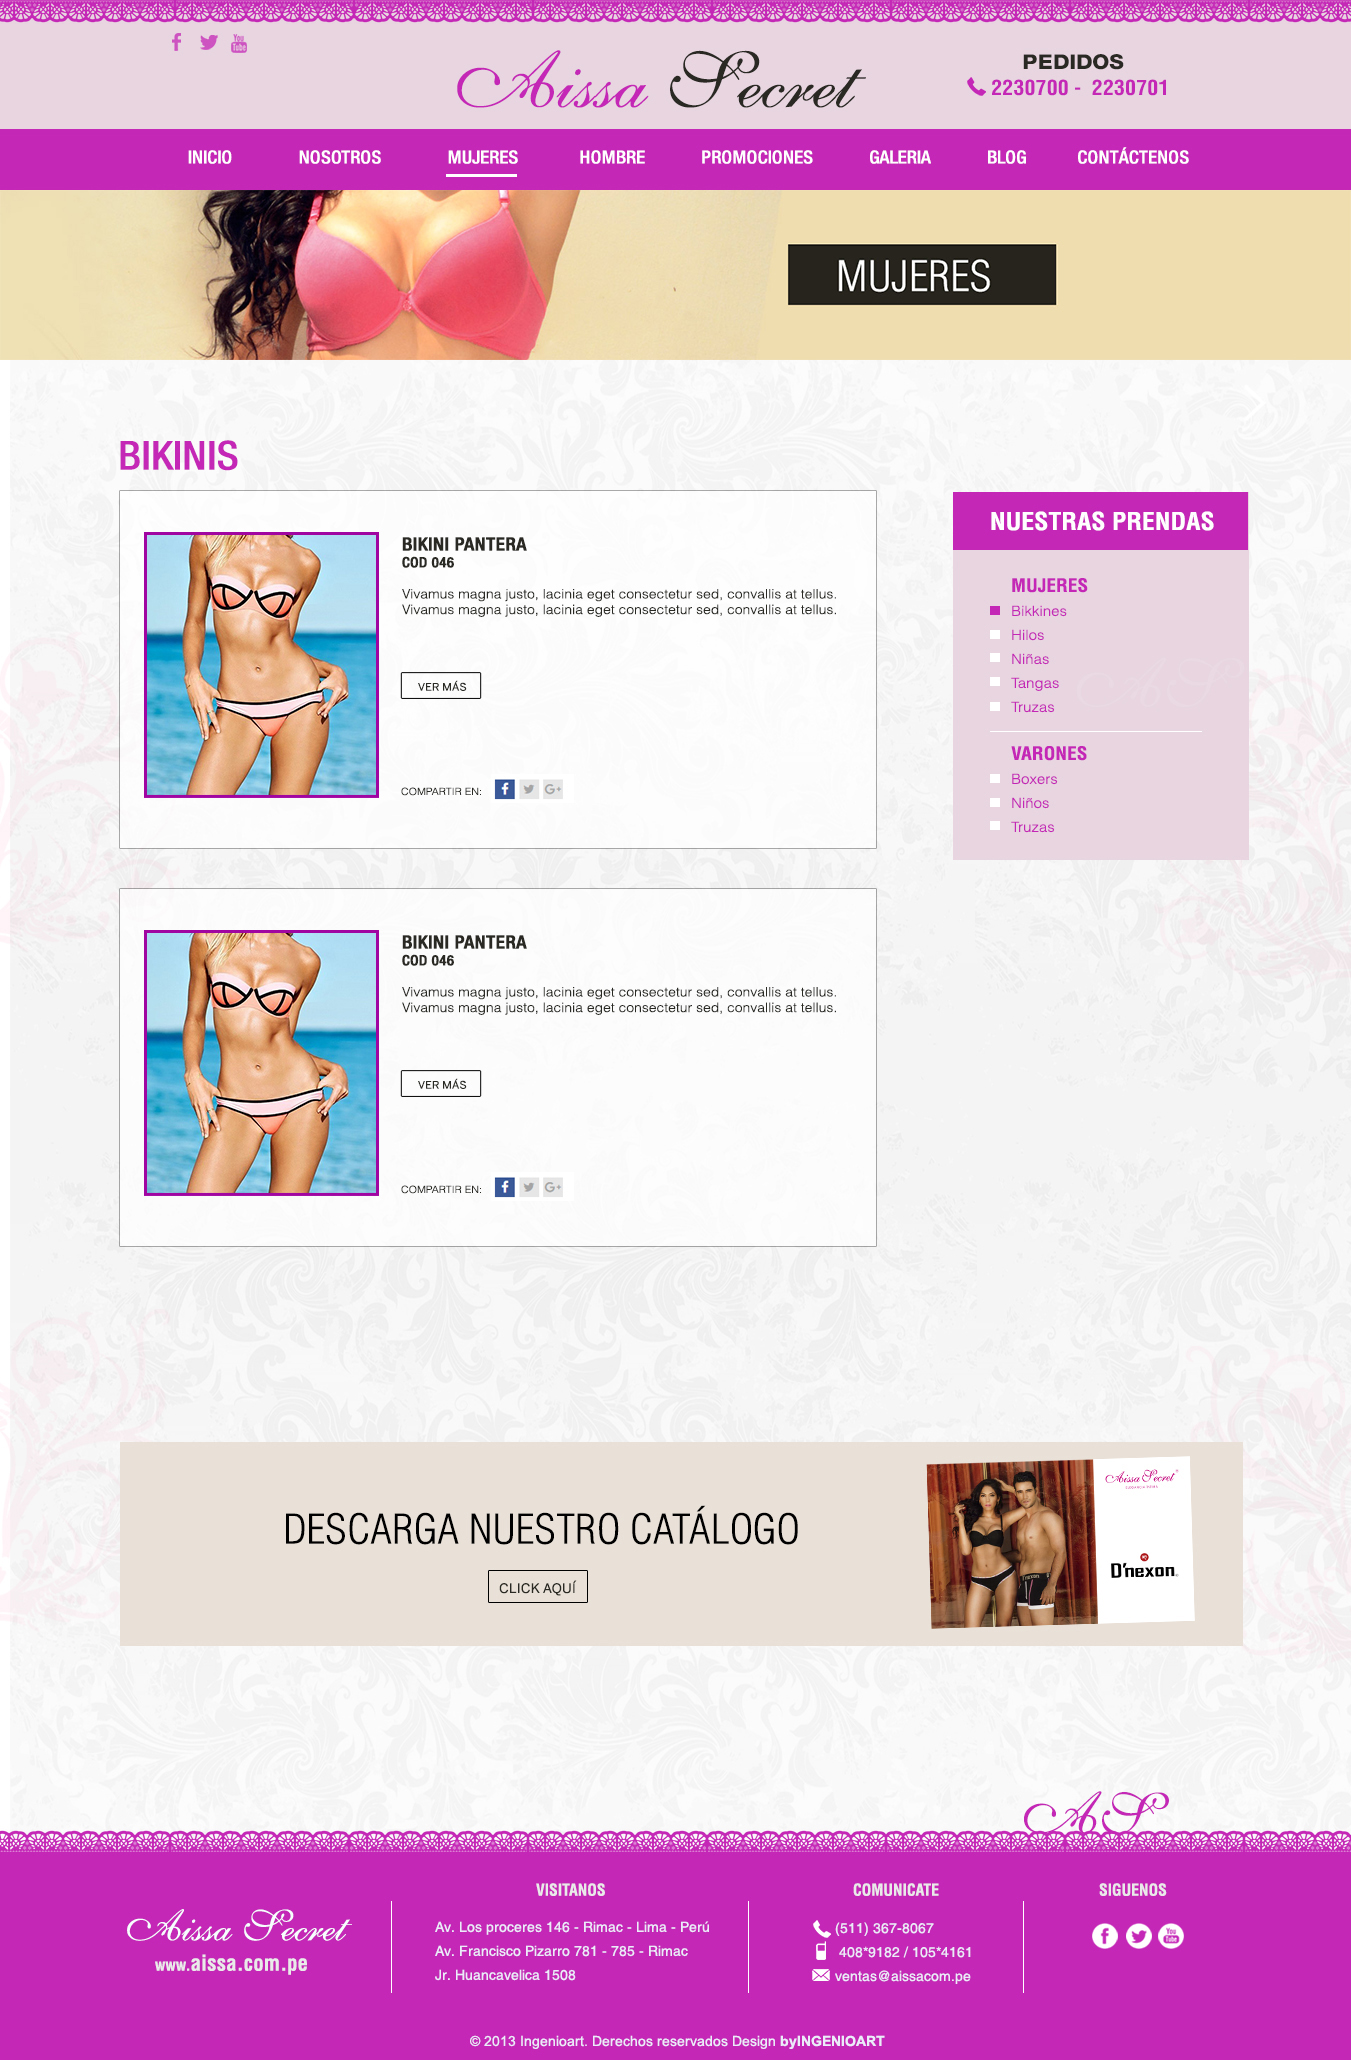 Aissa Secret
PEDIDOS
2230700 - 2230701
INICIO NOSOTROS MUJERES HOMBRE PROMOCIONES GALERIA BLOG CONTÁCTENOS
MUJERES
BIKINIS
BIKINI PANTERA
COD 046
Vivamus magna justo, lacinia eget consectetur sed, convallis at tellus.
Vivamus magna justo, lacinia eget consectetur sed, convallis at tellus.
VER MÁS
COMPARTIR EN:
BIKINI PANTERA
COD 046
Vivamus magna justo, lacinia eget consectetur sed, convallis at tellus.
Vivamus magna justo, lacinia eget consectetur sed, convallis at tellus.
VER MÁS
COMPARTIR EN:
NUESTRAS PRENDAS
MUJERES
Bikkines
Hilos
Niñas
Tangas
Truzas
VARONES
Boxers
Niños
Truzas
DESCARGA NUESTRO CATÁLOGO
CLICK AQUÍ
Aissa Secret
D'nexon
AS
Aissa Secret
www.aissa.com.pe
VISITANOS
Av. Los proceres 146 - Rimac - Lima - Perú
Av. Francisco Pizarro 781 - 785 - Rimac
Jr. Huancavelica 1508
COMUNICATE
(511) 367-8067
408*9182 / 105*4161
ventas@aissacom.pe
SIGUENOS
© 2013 Ingenioart. Derechos reservados Design byINGENIOART